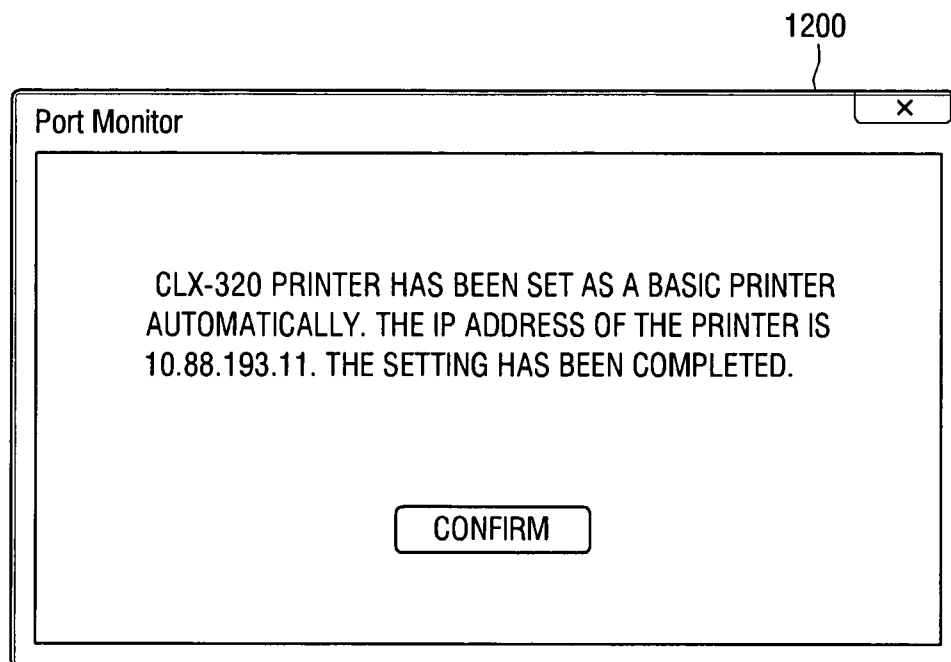 1200
Port Monitor
X
CLX-320 PRINTER HAS BEEN SET AS A BASIC PRINTER
AUTOMATICALLY. THE IP ADDRESS OF THE PRINTER IS
10.88.193.11. THE SETTING HAS BEEN COMPLETED.
CONFIRM